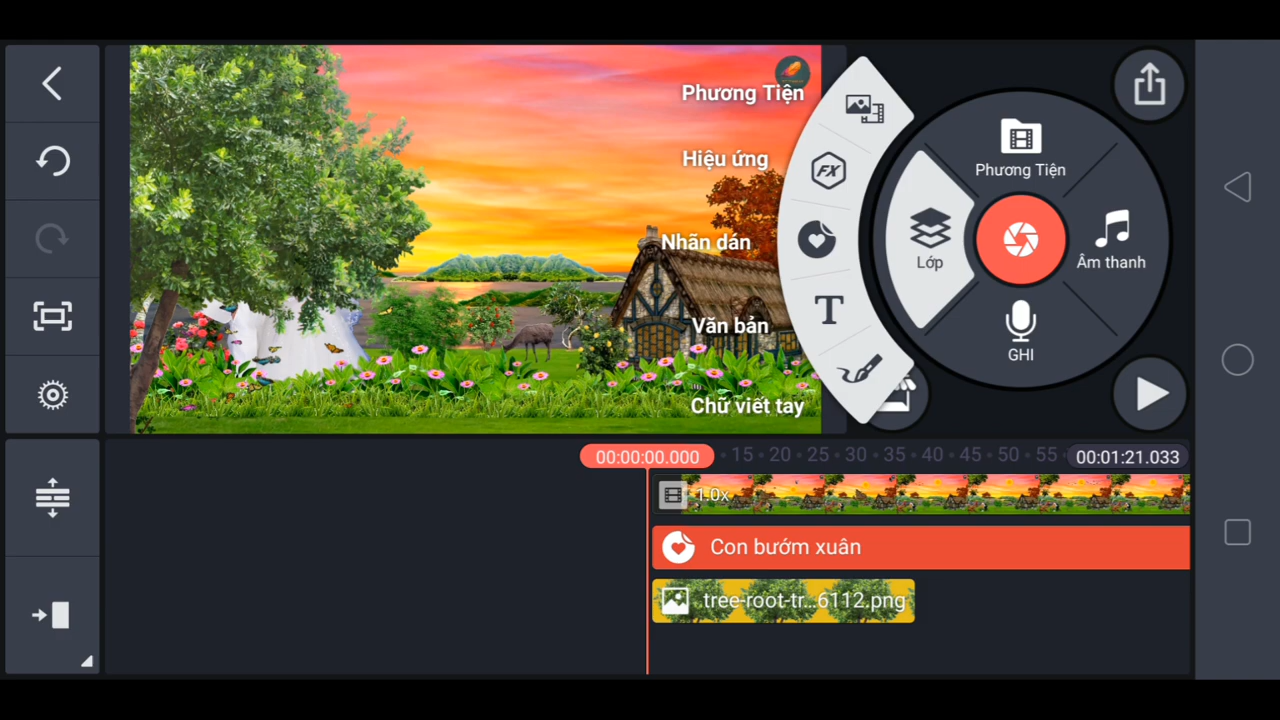 Phương Tiện
Hiệu ứng
Nhãn dán
Văn bản
Chữ viết tay
FX
T
Phương Tiện
Lớp
Âm thanh
GHI
00:00:00.000
15 20 25 30 35 40 45 50 55
00:01:21.033
1.0x
Con bướm xuân
tree-root-tr...6112.png